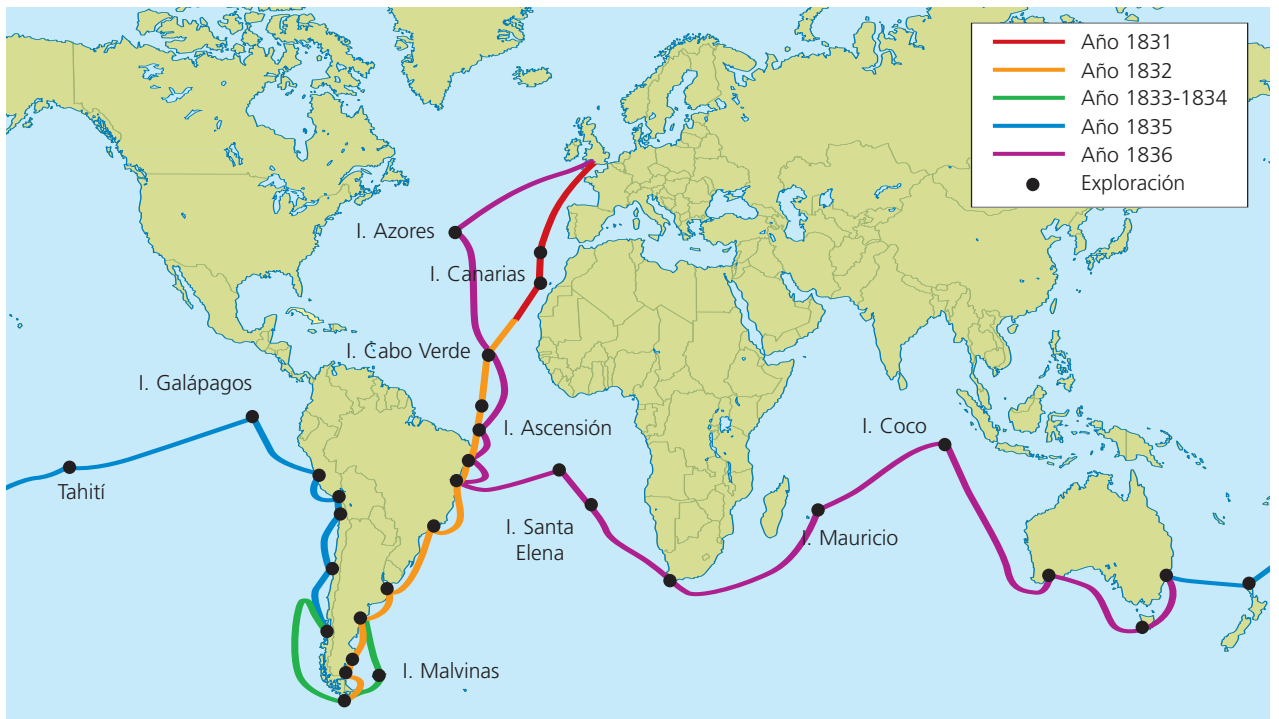 Año 1831
Año 1832
Año 1833-1834
Año 1835
Año 1836
Exploración
I. Azores
I. Canarias
I. Cabo Verde
I. Galápagos
I. Ascensión
I. Coco
Tahití
I. Santa
Elena
I. Mauricio
I. Malvinas